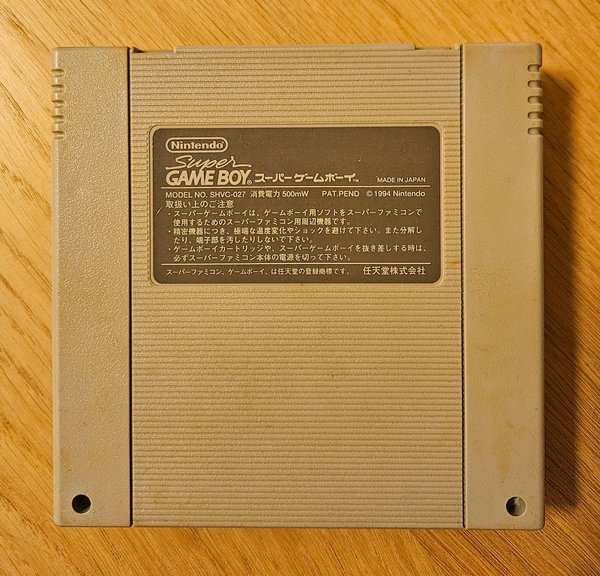 Nintendo
Super
GAME BOY スーパーゲームボーイ™ MADE IN JAPAN
MODEL NO. SHVC-027 消費電力 500mW PAT.PEND © 1994 Nintendo
取扱い上のご注意
・スーパーゲームボーイは、ゲームボーイ用ソフトをスーパーファミコンで
使用するためのスーパーファミコン用周辺機器です。
・精密機器につき、極端な温度変化やショックを避けて下さい。また分解し
たり、端子部を汚したりしないで下さい。
・ゲームボーイカートリッジや、スーパーゲームボーイを抜き差しする時は、
必ずスーパーファミコン本体の電源を切って下さい。
スーパーファミコン、ゲームボーイ、は任天堂の登録商標です。 任天堂株式会社